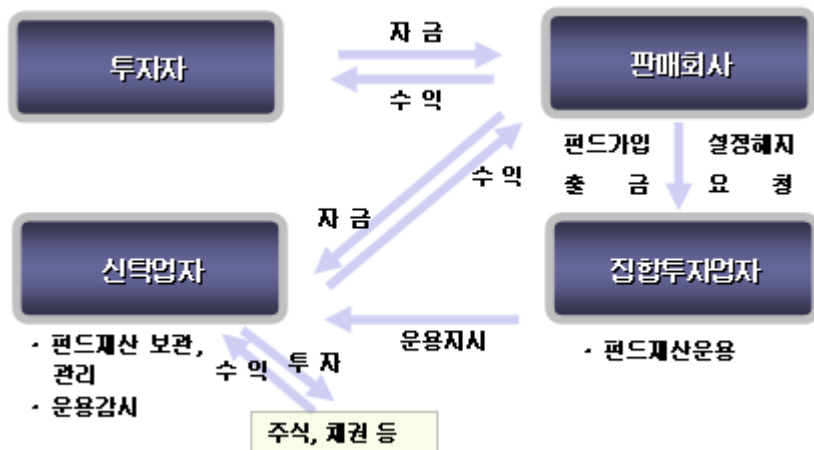 자 금
투자자
판매회사
수 익
펀드가입 설정해지
출 금 요 청
수 익
자 금
신탁업자
집합투자업자
운용지시
· 펀드재산 보관,
관리
· 운용감시
수 익
투 자
· 펀드재산운용
주식, 채권 등